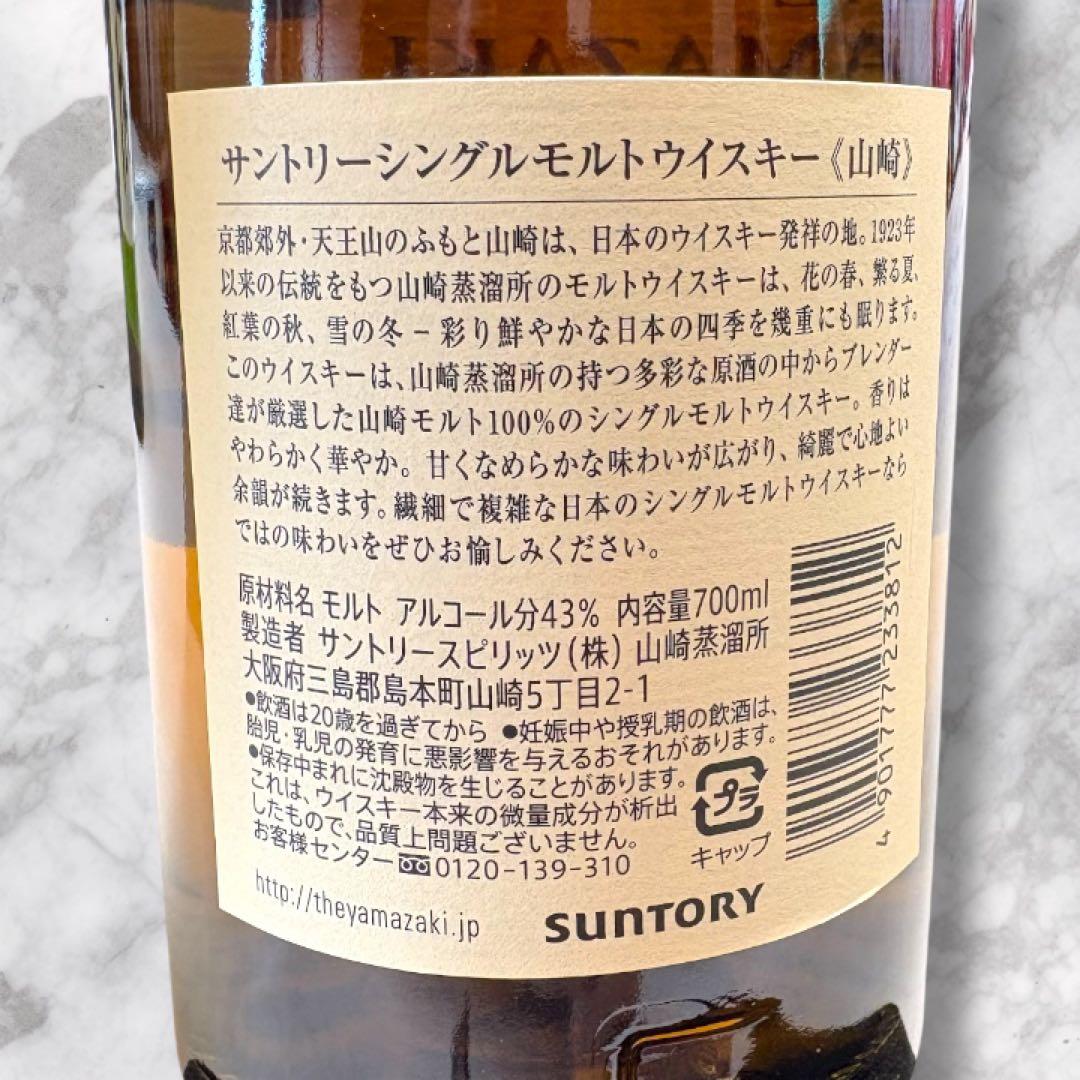 サントリーシングルモルトウイスキー《山崎》
京都郊外・天王山のふもと山崎は、日本のウイスキー発祥の地。1923年
以来の伝統をもつ山崎蒸溜所のモルトウイスキーは、花の春、繁る夏、
紅葉の秋、雪の冬－彩り鮮やかな日本の四季を幾重にも眠ります。
このウイスキーは、山崎蒸溜所の持つ多彩な原酒の中からブレンダー
達が厳選した山崎モルト100%のシングルモルトウイスキー。香りは
やわらかく華やか。甘くなめらかな味わいが広がり、綺麗で心地よい
余韻が続きます。繊細で複雑な日本のシングルモルトウイスキーなら
ではの味わいをぜひお愉しみください。
原材料名 モルト アルコール分43% 内容量700ml
製造者 サントリースピリッツ(株) 山崎蒸溜所
大阪府三島郡島本町山崎5丁目2-1
●飲酒は20歳を過ぎてから ●妊娠中や授乳期の飲酒は、
胎児・乳児の発育に悪影響を与えるおそれがあります。
●保存中まれに沈殿物を生じることがあります。
これは、ウイスキー本来の微量成分が析出
したもので、品質上問題ございません。
お客様センター 0120-139-310
プラ
キャップ
4 901777 233812
http://theyamazaki.jp
SUNTORY